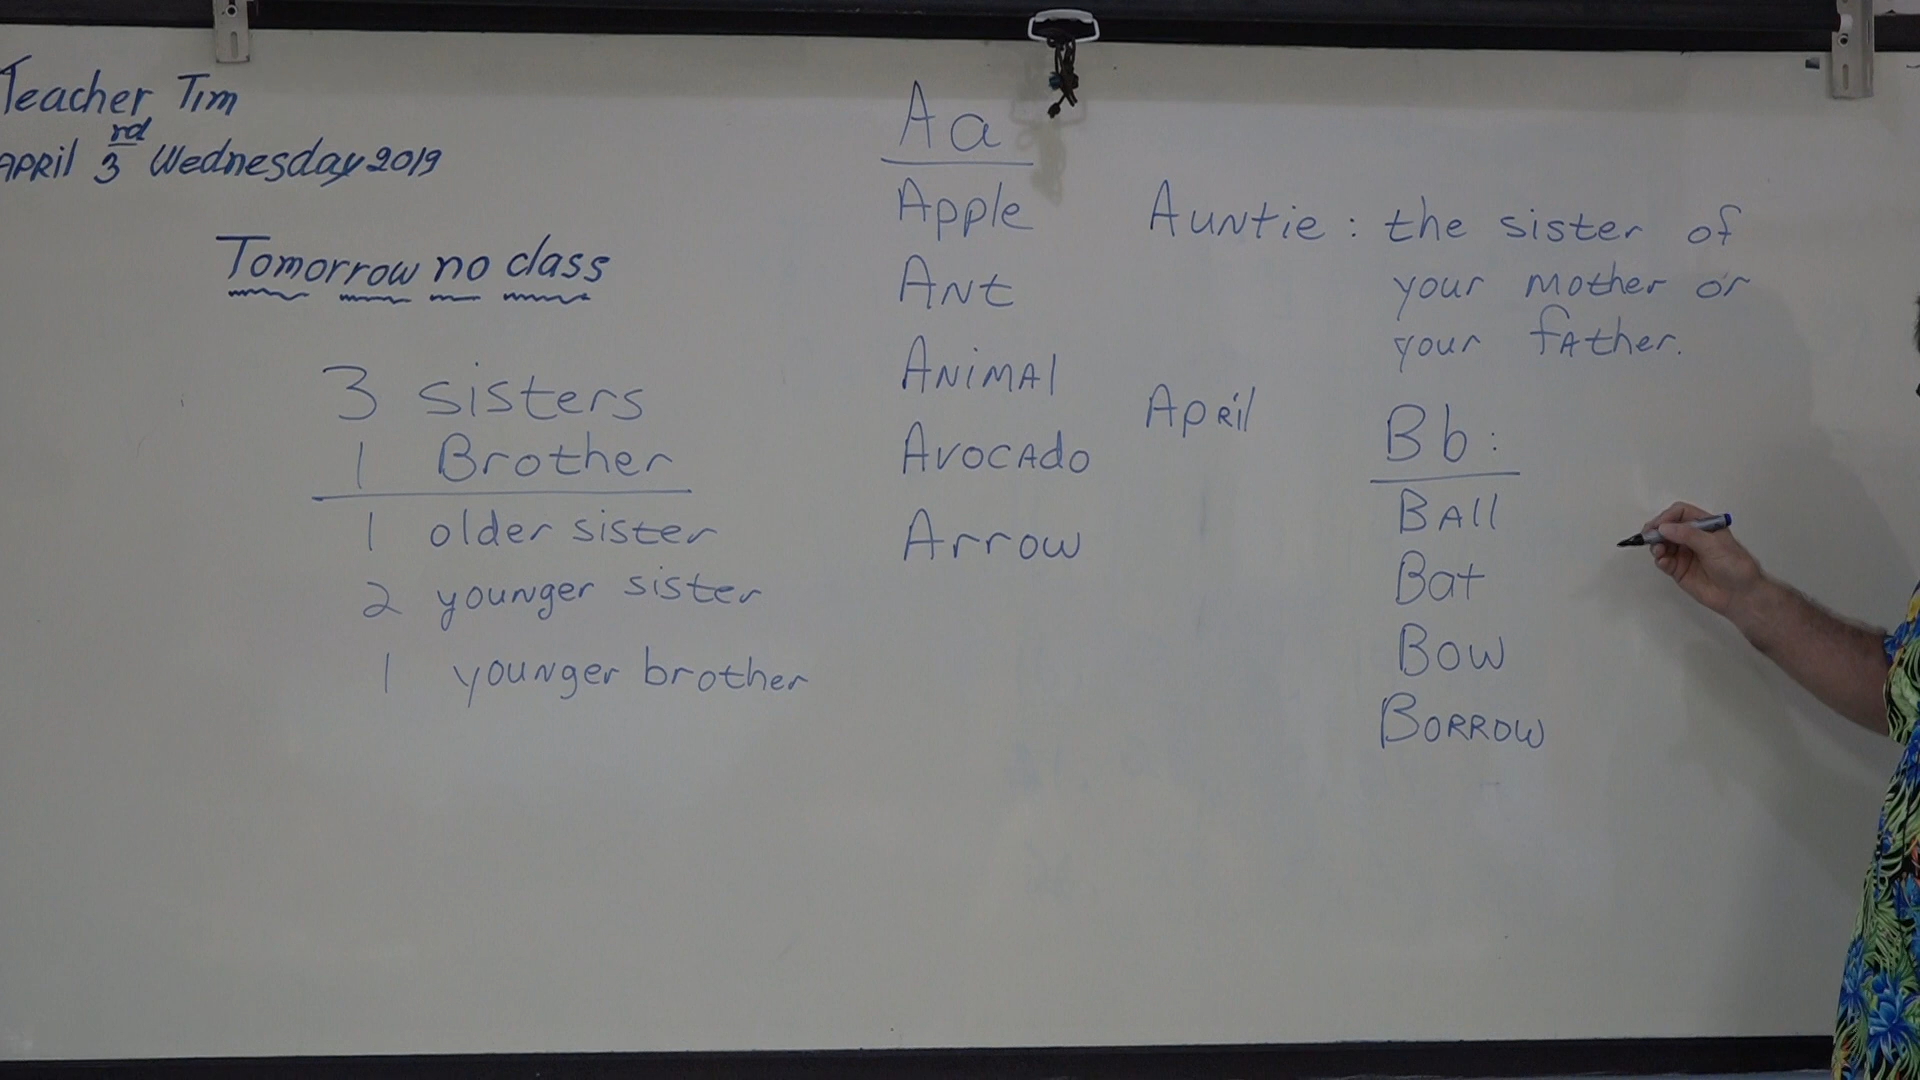 Teacher Tim
APRil 3rd Wednesday 2019
Tomorrow no class
3 sisters
1 Brother
1 older sister
2 younger sister
1 younger brother
Aa
Apple
Ant
Animal
Avocado
Arrow
Auntie: the sister of
your mother or
your father.
April
Bb:
Ball
Bat
Bow
Borrow